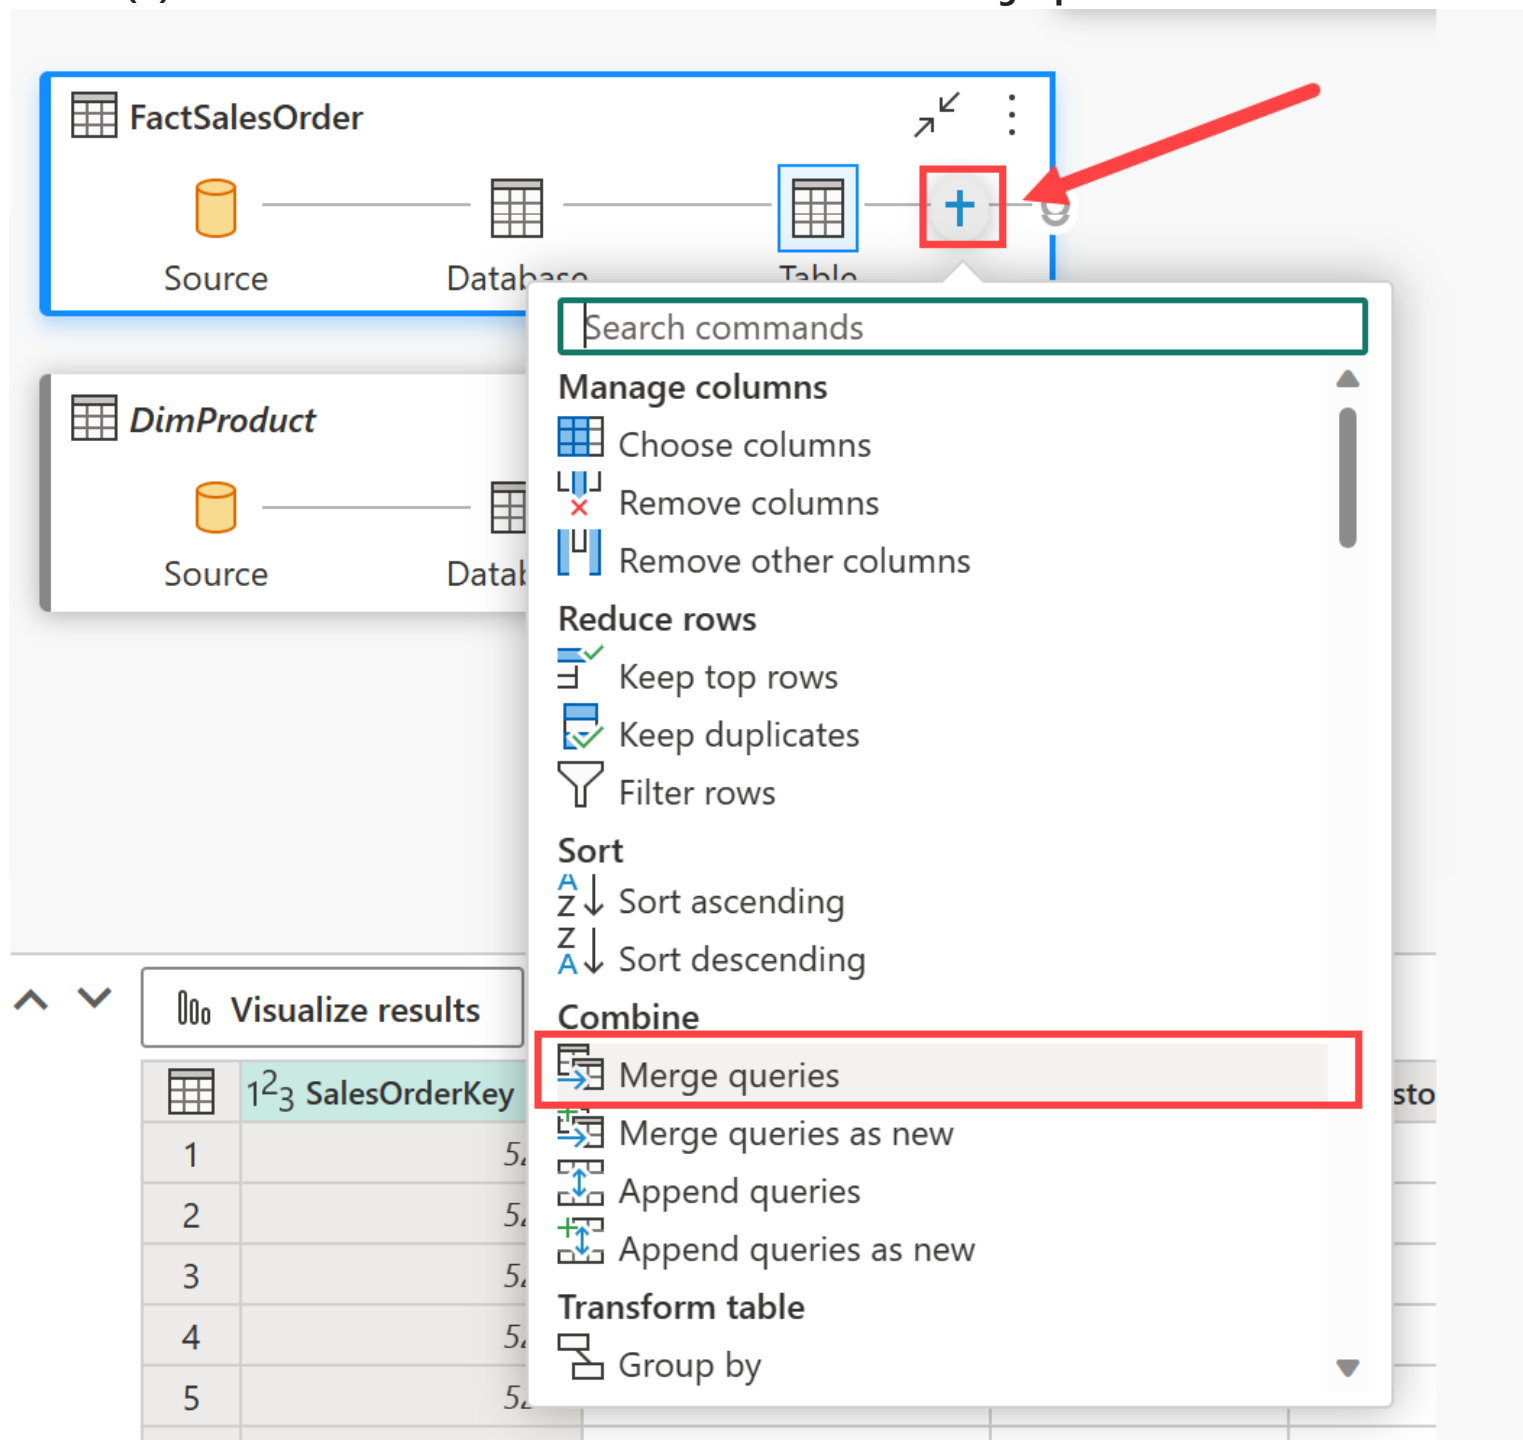 FactSalesOrder
Source
Database
Table
Search commands
Manage columns
Choose columns
Remove columns
Remove other columns
Reduce rows
Keep top rows
Keep duplicates
Filter rows
Sort
Sort ascending
Sort descending
Combine
Merge queries
Merge queries as new
Append queries
Append queries as new
Transform table
Group by
DimProduct
Source
Visualize results
123 SalesOrderKey
1
2
3
4
5